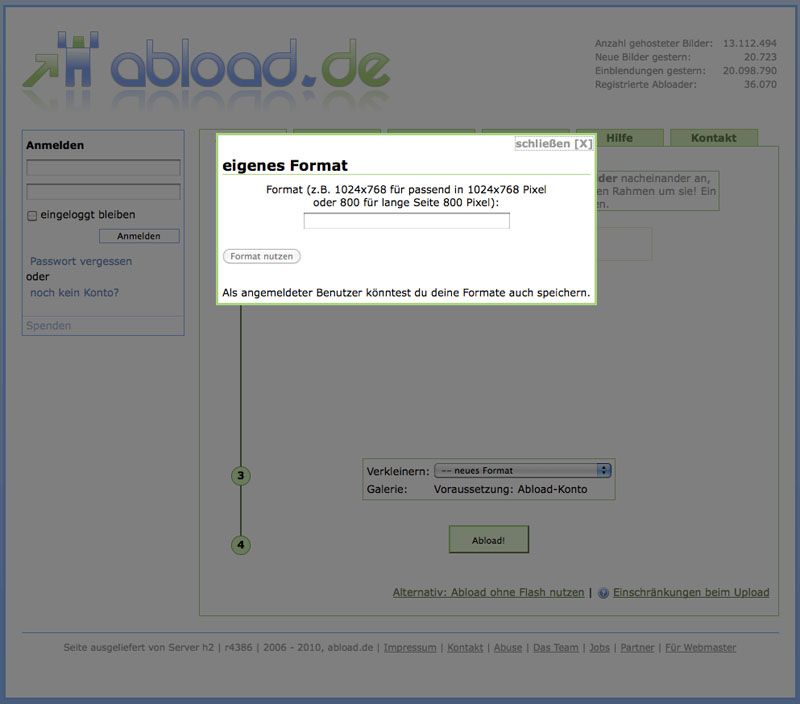 abload.de
Anzahl gehosteter Bilder: 13.112.494
Neue Bilder gestern: 20.723
Einblendungen gestern: 20.098.790
Registrierte Abloader: 36.070
Anmelden
eingeloggt bleiben
Anmelden
Passwort vergessen
oder
noch kein Konto?
Spenden
Hilfe
Kontakt
schließen [X]
eigenes Format
Format (z.B. 1024x768 für passend in 1024x768 Pixel
oder 800 für lange Seite 800 Pixel):
Format nutzen
Als angemeldeter Benutzer könntest du deine Formate auch speichern.
nacheinander an,
Rahmen um sie! Ein
3
Verkleinern: -- neues Format
Galerie: Voraussetzung: Abload-Konto
4
Abload!
Alternativ: Abload ohne Flash nutzen | Einschränkungen beim Upload
Seite ausgeliefert von Server h2 | r4386 | 2006 - 2010, abload.de | Impressum | Kontakt | Abuse | Das Team | Jobs | Partner | Für Webmaster